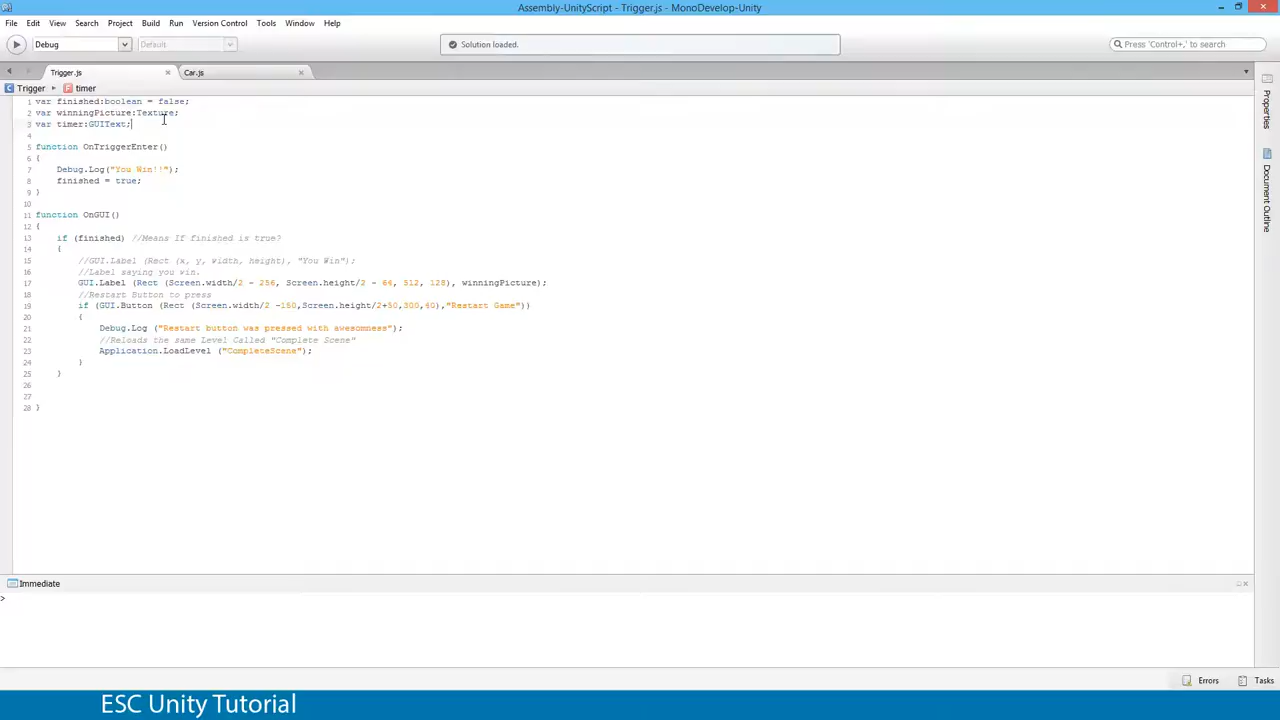 Assembly-UnityScript - Trigger.js - MonoDevelop-Unity
File Edit View Search Project Build Run Version Control Tools Window Help
Debug Default Solution loaded. Press 'Control+,' to search
Trigger.js Car.js
Trigger timer
1 var finished:boolean = false;
2 var winningPicture:Texture;
3 var timer:GUIText;
4
5 function OnTriggerEnter()
6 {
7 Debug.Log("You Win!!");
8 finished = true;
9 }
10
11 function OnGUI()
12 {
13 if (finished) //Means If finished is true?
14 {
15 //GUI.Label (Rect (x, y, width, height), "You Win");
16 //Label saying you win.
17 GUI.Label (Rect (Screen.width/2 - 256, Screen.height/2 - 64, 512, 128), winningPicture);
18 //Restart Button to press
19 if (GUI.Button (Rect (Screen.width/2 -150,Screen.height/2+50,300,40),"Restart Game"))
20 {
21 Debug.Log ("Restart button was pressed with awesomness");
22 //Reloads the same Level Called "Complete Scene"
23 Application.LoadLevel ("CompleteScene");
24 }
25 }
26
27
28 }
Properties
Document Outline
Immediate
>
Errors Tasks
ESC Unity Tutorial